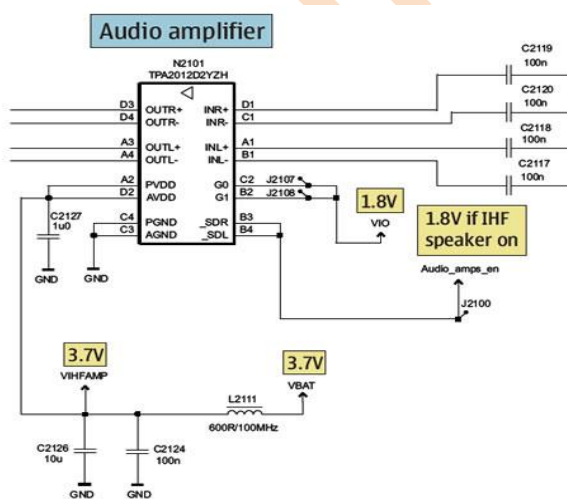 Audio amplifier
N2101
TPA2012D2YZH
C2119
100n
C2120
100n
C2118
100n
C2117
100n
D3 OUTR+ INR+ D1
D4 OUTR- INR- C1
A3 OUTL+ INL+ A1
A4 OUTL- INL- B1
A2 PVDD G0 C2 J2107
D2 AVDD G1 B2 J2108
C4 PGND _SDR B3
C3 AGND _SDL B4
C2127
1u0
GND
GND
1.8V
VIO
1.8V if IHF
speaker on
Audio_amps_en
J2100
3.7V
VIHFAMP
3.7V
VBAT
L2111
600R/100MHz
C2126
10u
C2124
100n
GND
GND